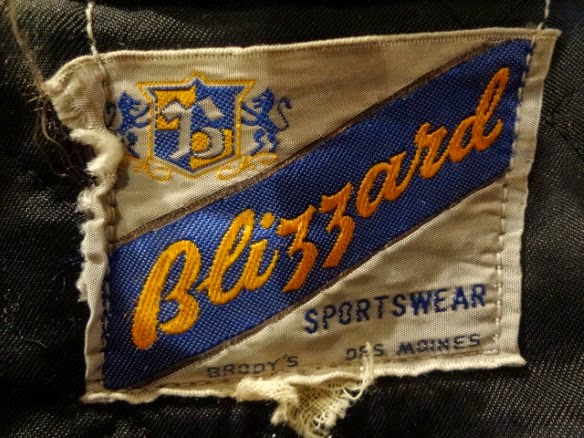 B
Blizzard
SPORTSWEAR
BRODY'S DES MOINES